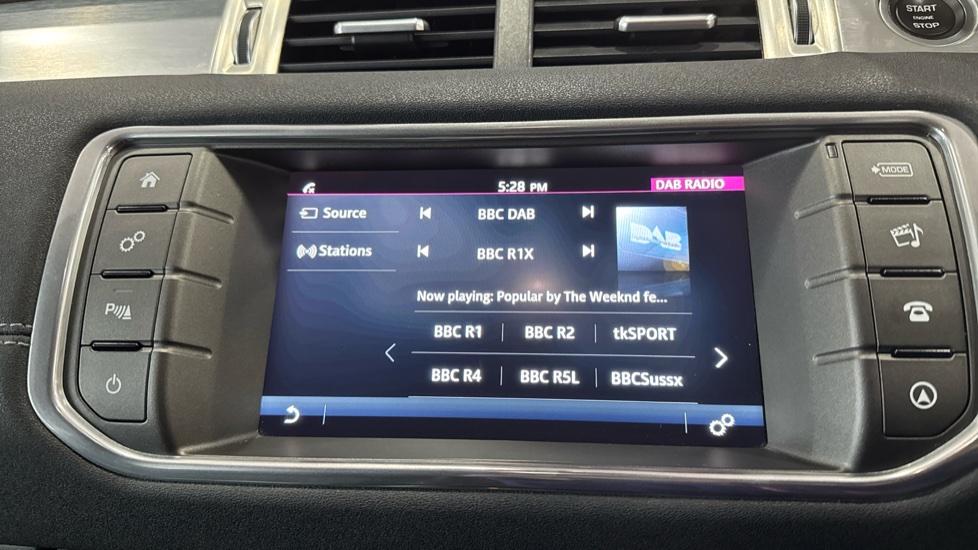 START
ENGINE
STOP
MODE
5:28 PM
DAB RADIO
Source
BBC DAB
Stations
BBC R1X
DAB
Now playing: Popular by The Weeknd fe...
BBC R1
BBC R2
tkSPORT
BBC R4
BBC R5L
BBCSussx
P